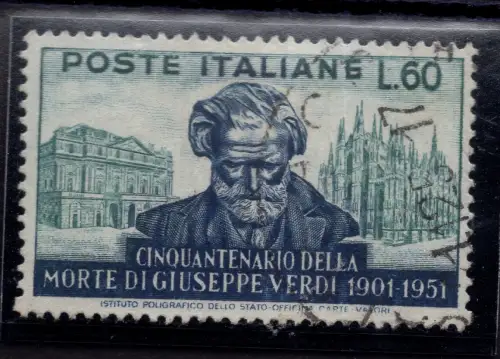 POSTE ITALIANE L.60
CINQUANTENARIO DELLA
MORTE DI GIUSEPPE VERDI 1901-1951
ISTITUTO POLIGRAFICO DELLO STATO-OFFICINA CARTE-VALORI